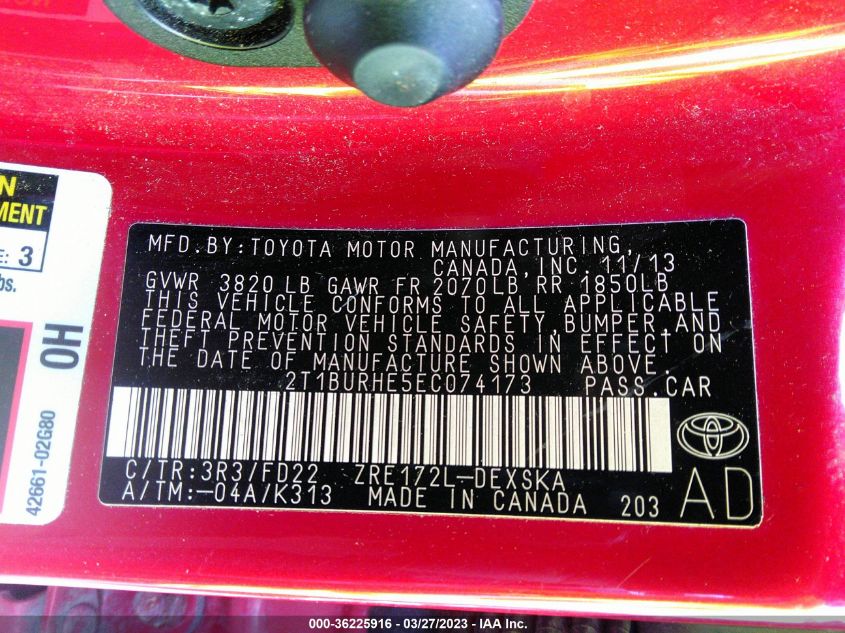 MFD.BY:TOYOTA MOTOR MANUFACTURING,
CANADA,INC. 11/13
GVWR 3820 LB GAWR FR 2070LB RR 1850LB
THIS VEHICLE CONFORMS TO ALL APPLICABLE
FEDERAL MOTOR VEHICLE SAFETY,BUMPER,AND
THEFT PREVENTION STANDARDS IN EFFECT ON
THE DATE OF MANUFACTURE SHOWN ABOVE.
2T1BURHE5EC074173 PASS.CAR
C/TR:3R3/FD22 ZRE172L-DEXSKA
A/TM:-04A/K313 MADE IN CANADA 203
AD
N
MENT
E: 3
bs.
OH
42661-02G80
000-36225916 - 03/27/2023 - IAA Inc.